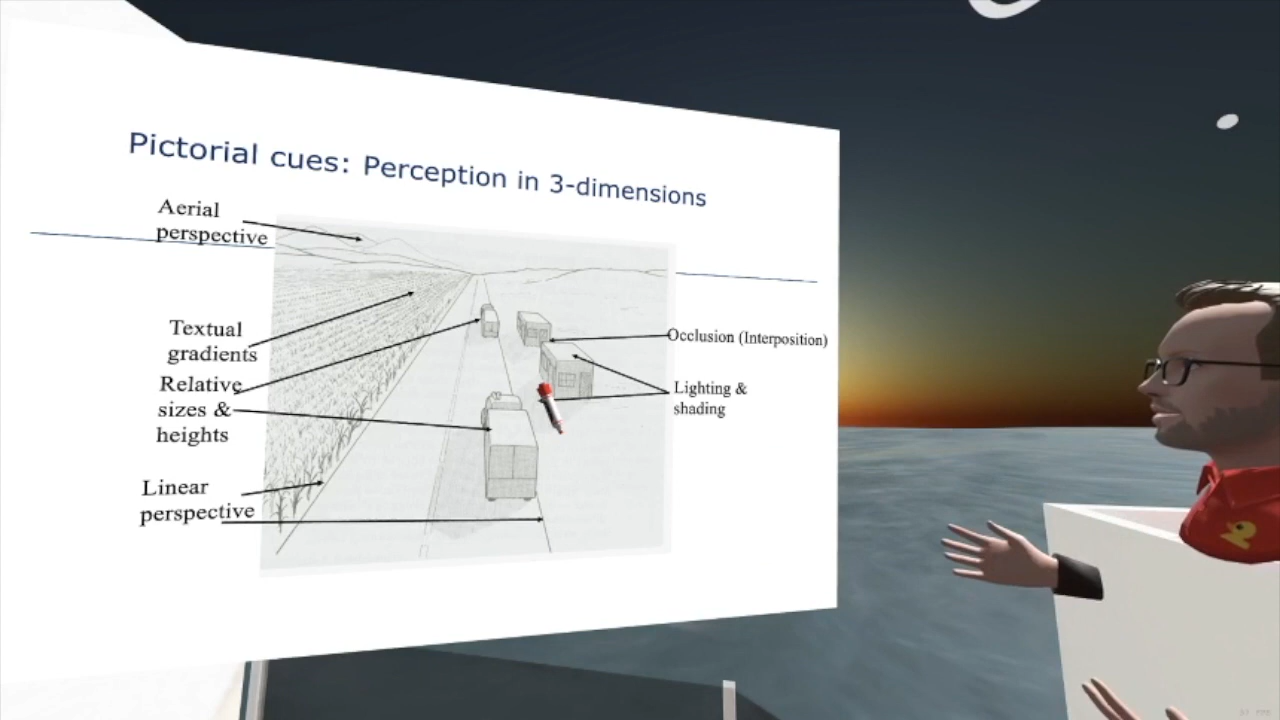 Pictorial cues: Perception in 3-dimensions
Aerial
perspective
Textual
gradients
Relative
sizes &
heights
Linear
perspective
Occlusion (Interposition)
Lighting &
shading